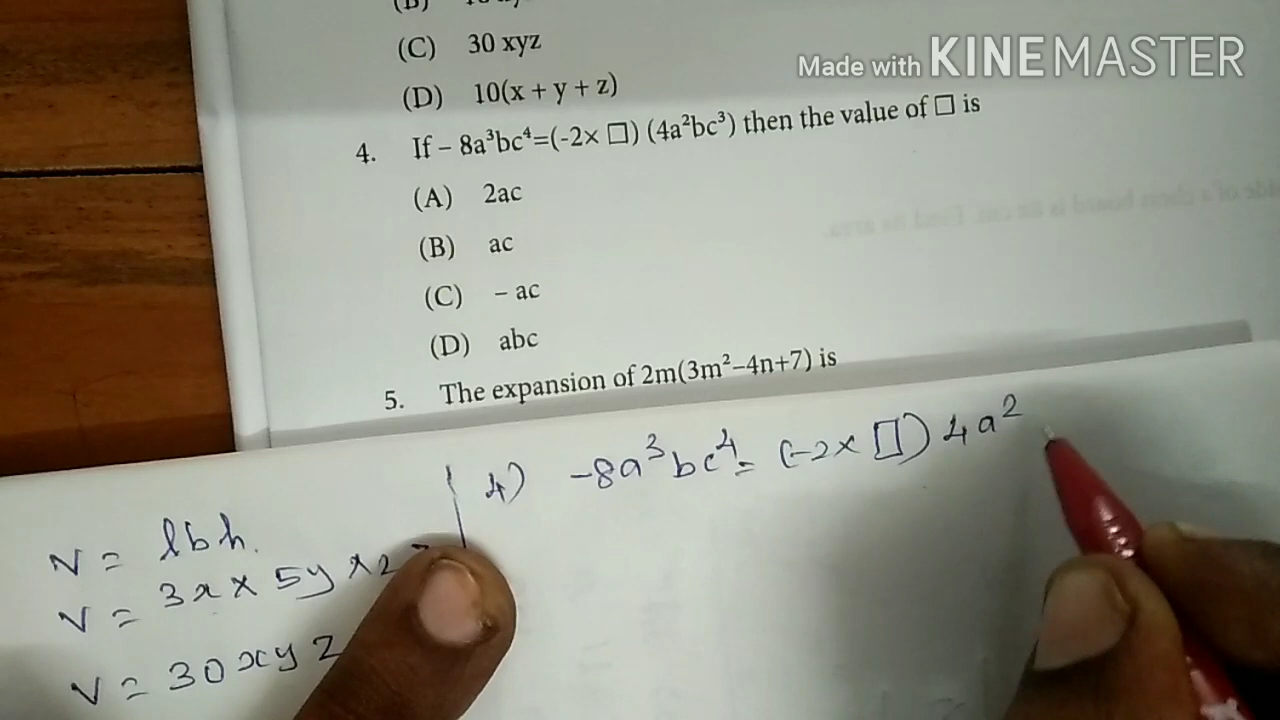 (B)
(C) 30 xyz
(D) 10(x + y + z)
4. If – 8a³bc⁴=(-2× □) (4a²bc³) then the value of □ is
(A) 2ac
(B) ac
(C) – ac
(D) abc
5. The expansion of 2m(3m²–4n+7) is
4) -8a³bc⁴= (-2× □) 4a²
V = lbh.
V = 3x × 5y × 2
V = 30xyz
Made with KINEMASTER